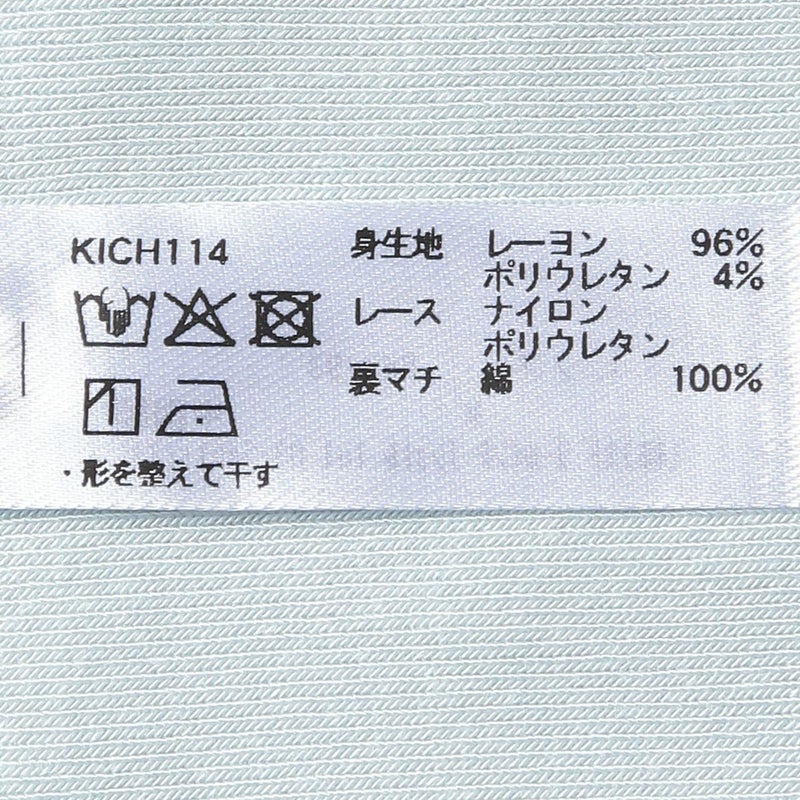 KICH114
・形を整えて干す
身生地 レーヨン 96%
ポリウレタン 4%
レース ナイロン
ポリウレタン
裏マチ 綿 100%